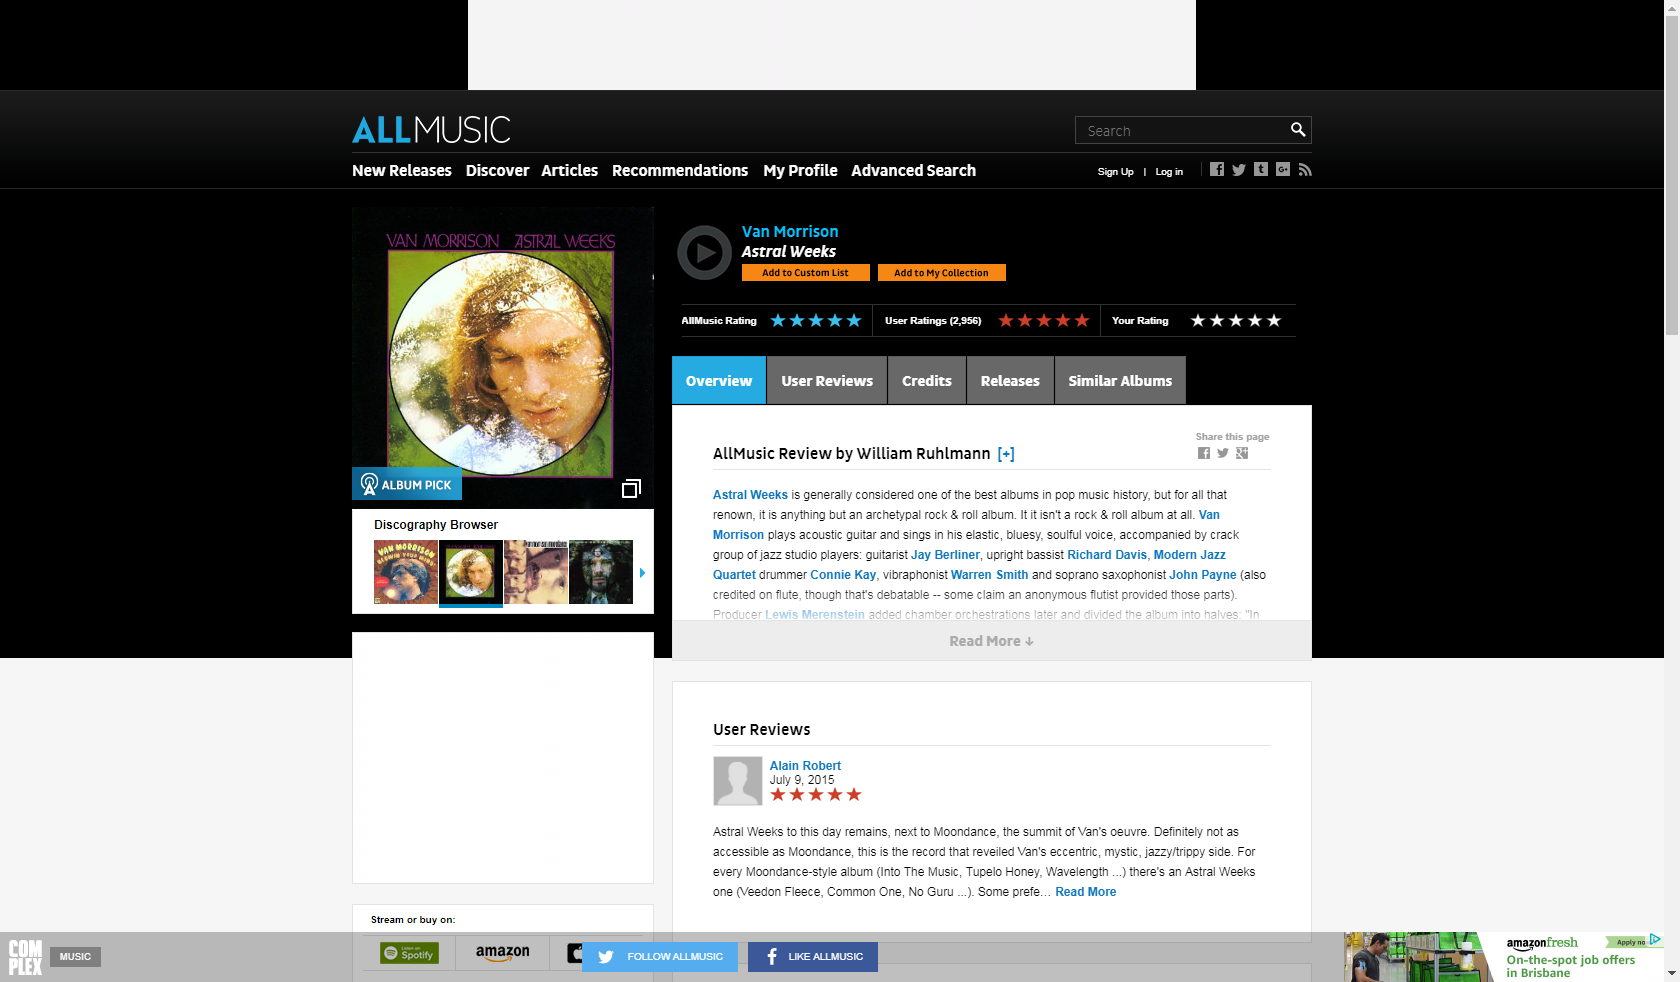 ALLMUSIC
Search
New Releases Discover Articles Recommendations My Profile Advanced Search
Sign Up | Log in
VAN MORRISON ASTRAL WEEKS
ALBUM PICK
Discography Browser
VAN MORRISON
Van Morrison
Astral Weeks
Add to Custom List Add to My Collection
AllMusic Rating User Ratings (2,956) Your Rating
Overview User Reviews Credits Releases Similar Albums
Share this page
AllMusic Review by William Ruhlmann [+]
Astral Weeks is generally considered one of the best albums in pop music history, but for all that
renown, it is anything but an archetypal rock & roll album. It it isn't a rock & roll album at all. Van
Morrison plays acoustic guitar and sings in his elastic, bluesy, soulful voice, accompanied by crack
group of jazz studio players: guitarist Jay Berliner, upright bassist Richard Davis, Modern Jazz
Quartet drummer Connie Kay, vibraphonist Warren Smith and soprano saxophonist John Payne (also
credited on flute, though that's debatable -- some claim an anonymous flutist provided those parts).
Producer Lewis Merenstein added chamber orchestrations later and divided the album into halves: "In
Read More ↓
User Reviews
Alain Robert
July 9, 2015
Astral Weeks to this day remains, next to Moondance, the summit of Van's oeuvre. Definitely not as
accessible as Moondance, this is the record that reveiled Van's eccentric, mystic, jazzy/trippy side. For
every Moondance-style album (Into The Music, Tupelo Honey, Wavelength ...) there's an Astral Weeks
one (Veedon Fleece, Common One, No Guru ...). Some prefe... Read More
Stream or buy on:
Listen on
Spotify
amazon
COM
PLEX
MUSIC
FOLLOW ALLMUSIC
LIKE ALLMUSIC
amazonfresh
Apply no
On-the-spot job offers
in Brisbane